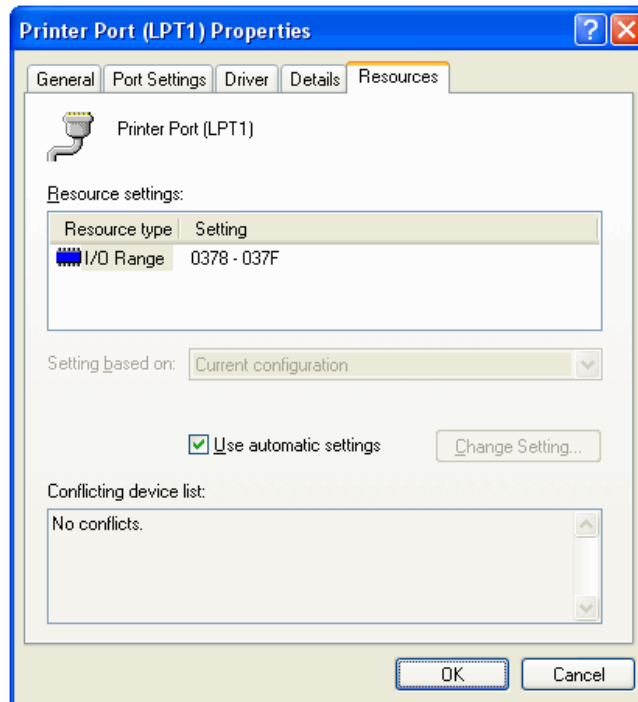 Printer Port (LPT1) Properties
General Port Settings Driver Details Resources
Printer Port (LPT1)
Resource settings:
Resource type Setting
I/O Range 0378 - 037F
Setting based on: Current configuration
Use automatic settings Change Setting...
Conflicting device list:
No conflicts.
OK Cancel